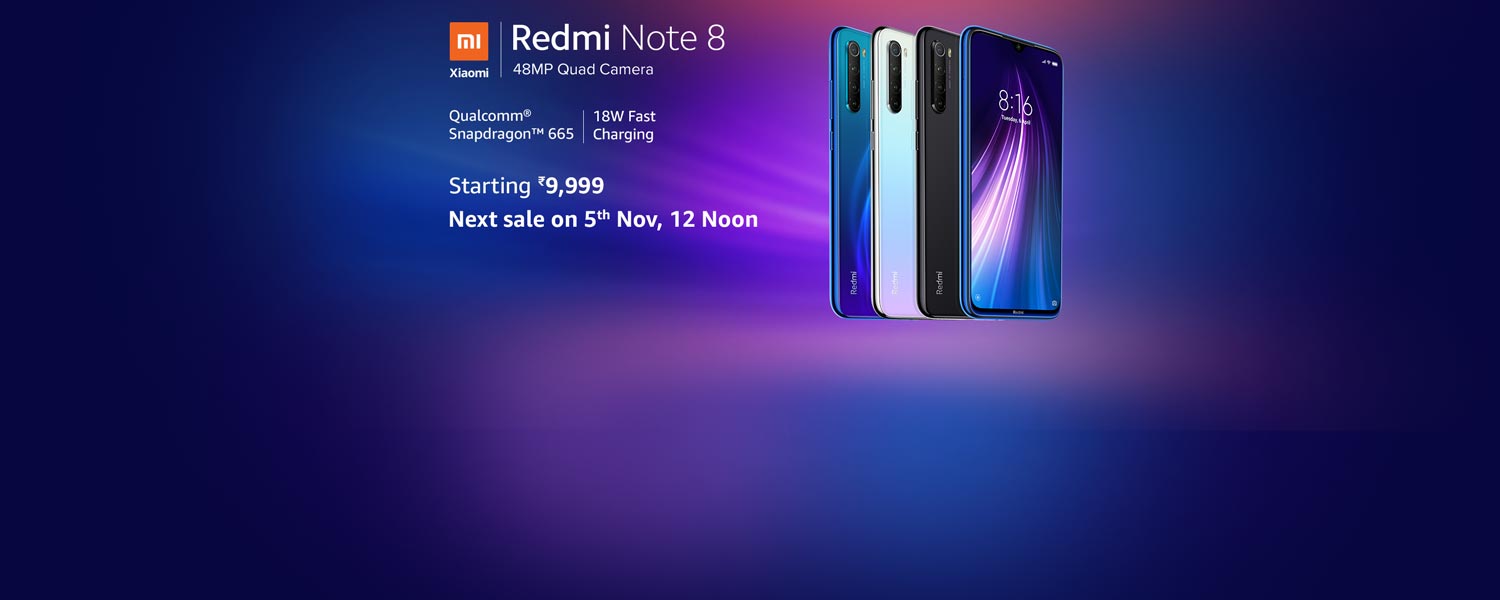 mi
Xiaomi
Redmi Note 8
48MP Quad Camera
Qualcomm®
Snapdragon™ 665
18W Fast
Charging
Starting ₹9,999
Next sale on 5th Nov, 12 Noon
Redmi
Redmi
Redmi
8:16
Redmi